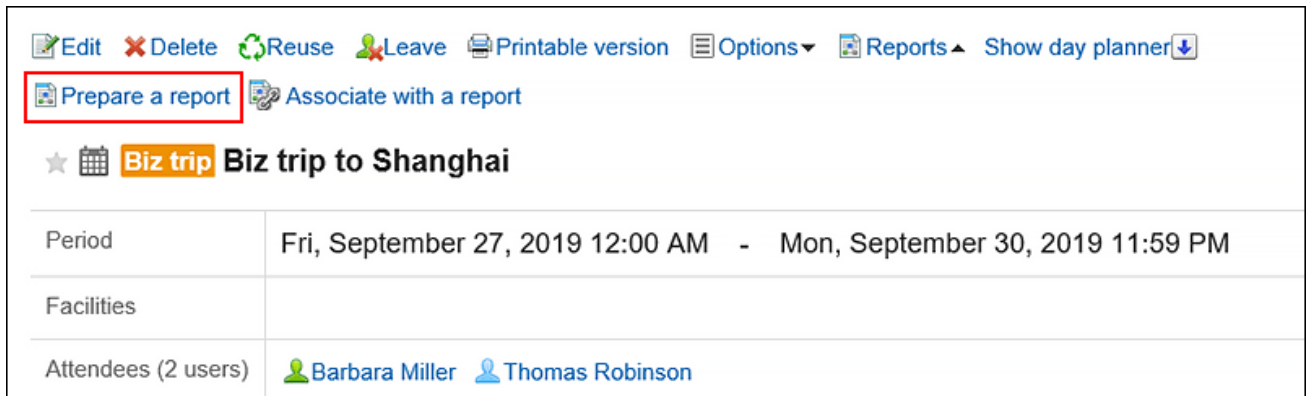 Edit Delete Reuse Leave Printable version Options Reports Show day planner
Prepare a report Associate with a report
Biz trip Biz trip to Shanghai
Period Fri, September 27, 2019 12:00 AM - Mon, September 30, 2019 11:59 PM
Facilities
Attendees (2 users) Barbara Miller Thomas Robinson